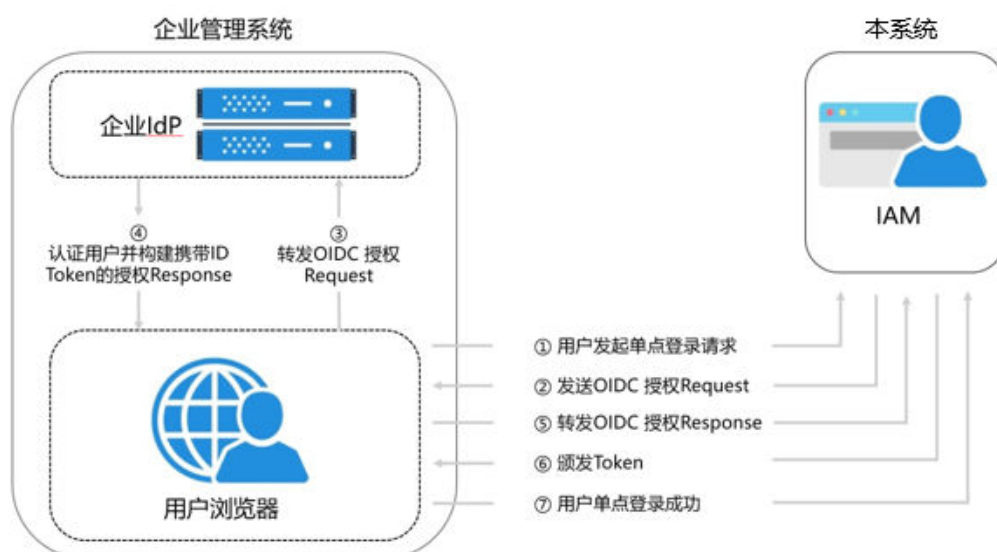 企业管理系统
本系统
企业IdP
IAM
④
认证用户并构建携带ID
Token的授权Response
③
转发OIDC 授权
Request
① 用户发起单点登录请求
② 发送OIDC 授权Request
⑤ 转发OIDC 授权Response
⑥ 颁发Token
⑦ 用户单点登录成功
用户浏览器